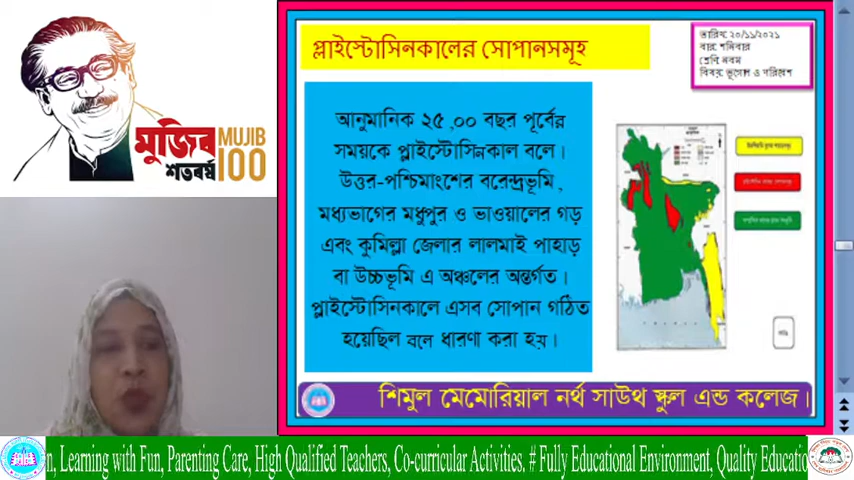 মুজিব
শতবর্ষ
MUJIB
100
প্লাইস্টোসিনকালের সোপানসমূহ
তারিখ: ২০/১১/২০২১
বার: শনিবার
শ্রেণি: নবম
বিষয়: ভূগোল ও পরিবেশ
আনুমানিক ২৫,০০ বছর পূর্বের
সময়কে প্লাইস্টোসিনকাল বলে।
উত্তর-পশ্চিমাংশের বরেন্দ্রভূমি,
মধ্যভাগের মধুপুর ও ভাওয়ালের গড়
এবং কুমিল্লা জেলার লালমাই পাহাড়
বা উচ্চভূমি এ অঞ্চলের অন্তর্গত।
প্লাইস্টোসিনকালে এসব সোপান গঠিত
হয়েছিল বলে ধারণা করা হয়।
শিমুল মেমোরিয়াল নর্থ সাউথ স্কুল এন্ড কলেজ।
n, Learning with Fun, Parenting Care, High Qualified Teachers, Co-curricular Activities. # Fully Educational Environment, Quality Educatio